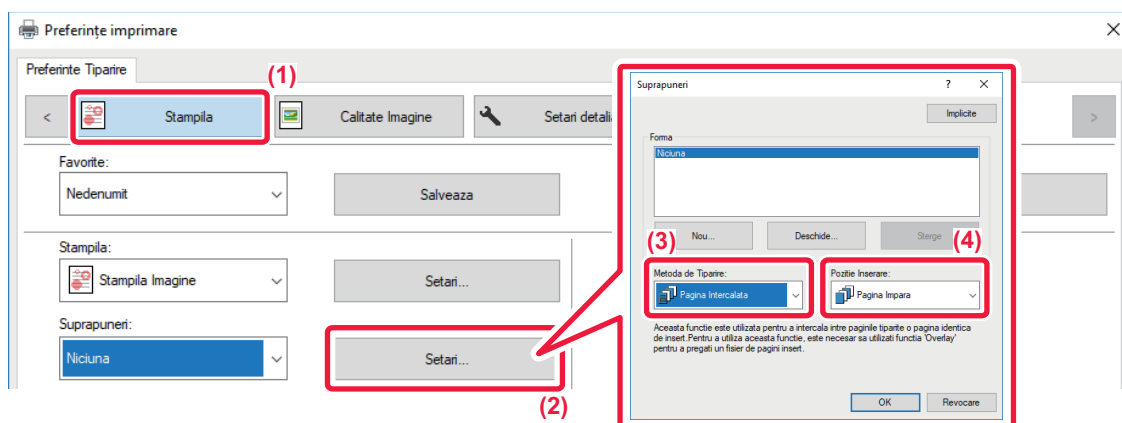 Preferințe imprimare
Preferinte Tiparire
(1)
<
Stampila
Calitate Imagine
Setari detalia
>
Favorite:
Nedenumit
Salveaza
Stampila:
Stampila Imagine
Setari...
Suprapuneri:
Niciuna
Setari...
(2)
Suprapuneri
?
Implicite
Forma
Niciuna
Nou...
Deschide...
Sterge
(3)
(4)
Metoda de Tiparire:
Pagina Intercalata
Pozitie Inserare:
Pagina Impara
Aceasta functie este utilizata pentru a intercala intre paginile tiparite o pagina identica
de insert.Pentru a utiliza aceasta functie, este necesar sa utilizati functia 'Overlay'
pentru a pregati un fisier de pagini insert.
OK
Revocare